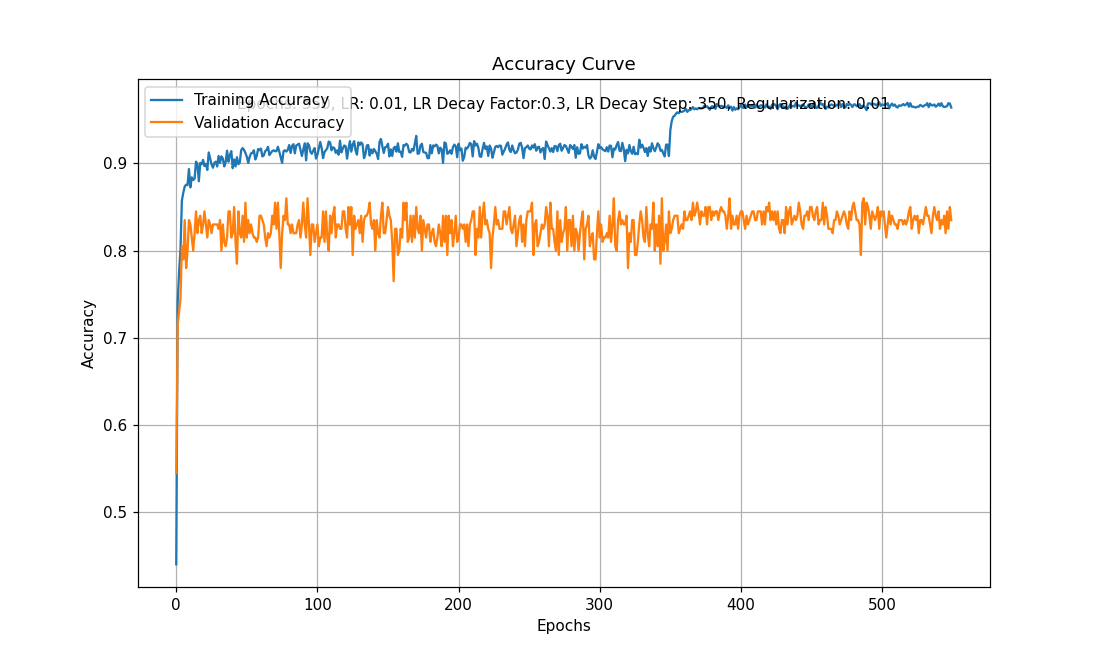 Accuracy Curve
Epochs: 550, LR: 0.01, LR Decay Factor:0.3, LR Decay Step: 350, Regularization: 0.01
Training Accuracy
Validation Accuracy
Accuracy
0.9
0.8
0.7
0.6
0.5
0 100 200 300 400 500
Epochs